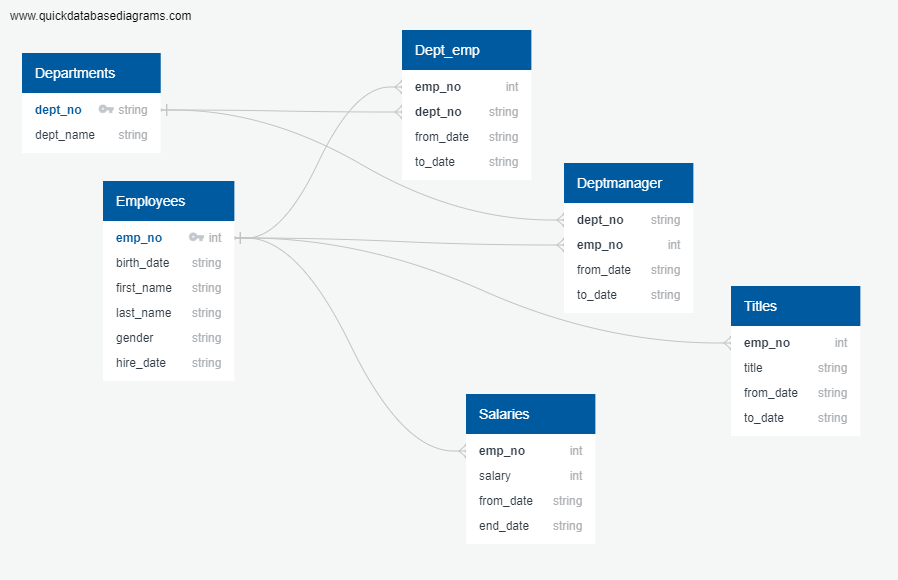 www.quickdatabasediagrams.com
Departments
dept_no string
dept_name string
Employees
emp_no int
birth_date string
first_name string
last_name string
gender string
hire_date string
Dept_emp
emp_no int
dept_no string
from_date string
to_date string
Deptmanager
dept_no string
emp_no int
from_date string
to_date string
Titles
emp_no int
title string
from_date string
to_date string
Salaries
emp_no int
salary int
from_date string
end_date string